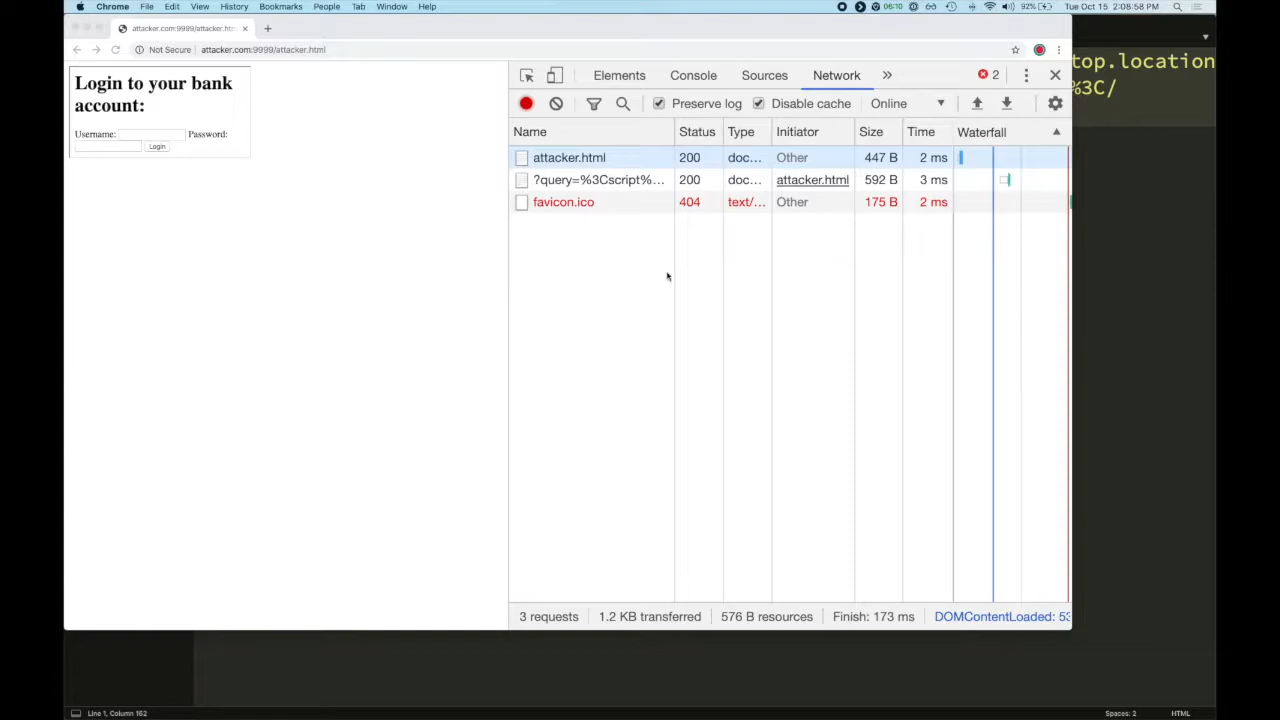 Chrome File Edit View History Bookmarks People Tab Window Help 06:10 92% Tue Oct 15 2:08:58 PM
attacker.com:9999/attacker.htm
Not Secure attacker.com:9999/attacker.html
Login to your bank
account:
Username: Password:
Login
Elements Console Sources Network » 2
Preserve log Disable cache Online
Name Status Type Initiator Size Time Waterfall
attacker.html 200 doc... Other 447 B 2 ms
?query=%3Cscript%... 200 doc... attacker.html 592 B 3 ms
favicon.ico 404 text/... Other 175 B 2 ms
3 requests 1.2 KB transferred 576 B resources Finish: 173 ms DOMContentLoaded: 53
top.location
%3C/
Line 1, Column 162 Spaces: 2 HTML